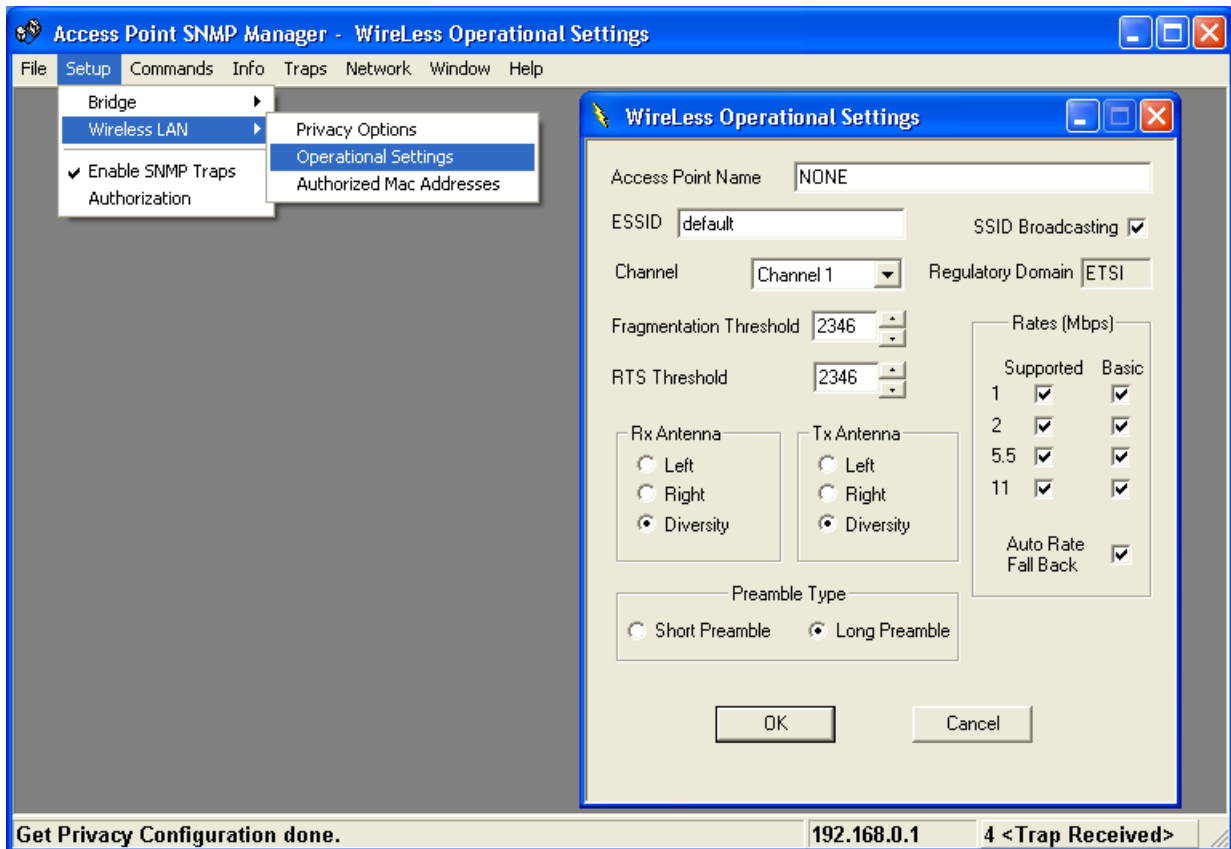 Access Point SNMP Manager - WireLess Operational Settings
File Setup Commands Info Traps Network Window Help
Bridge
Wireless LAN
Enable SNMP Traps
Authorization
Privacy Options
Operational Settings
Authorized Mac Addresses
WireLess Operational Settings
Access Point Name NONE
ESSID default SSID Broadcasting
Channel Channel 1 Regulatory Domain ETSI
Fragmentation Threshold 2346
RTS Threshold 2346
Rates (Mbps)
Supported Basic
1
2
5.5
11
Auto Rate
Fall Back
Rx Antenna
Left
Right
Diversity
Tx Antenna
Left
Right
Diversity
Preamble Type
Short Preamble Long Preamble
OK Cancel
Get Privacy Configuration done. 192.168.0.1 4 <Trap Received>